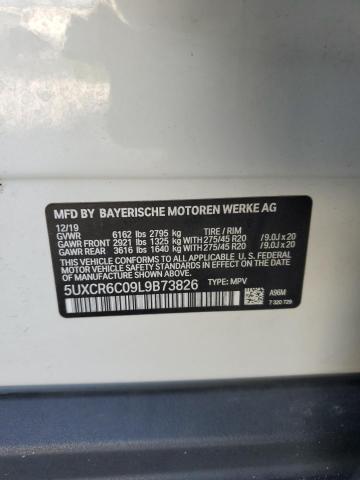 MFD BY BAYERISCHE MOTOREN WERKE AG
12/19
GVWR 6162 lbs 2795 kg TIRE / RIM
GAWR FRONT 2921 lbs 1325 kg WITH 275/45 R20 /9.0J x 20
GAWR REAR 3616 lbs 1640 kg WITH 275/45 R20 /9.0J x 20
THIS VEHICLE CONFORMS TO ALL APPLICABLE U.S. FEDERAL
MOTOR VEHICLE SAFETY STANDARDS IN EFFECT ON THE DATE
OF MANUFACTURE SHOWN ABOVE.
5UXCR6C09L9B73826 TYPE: MPV A96M
7 320 729